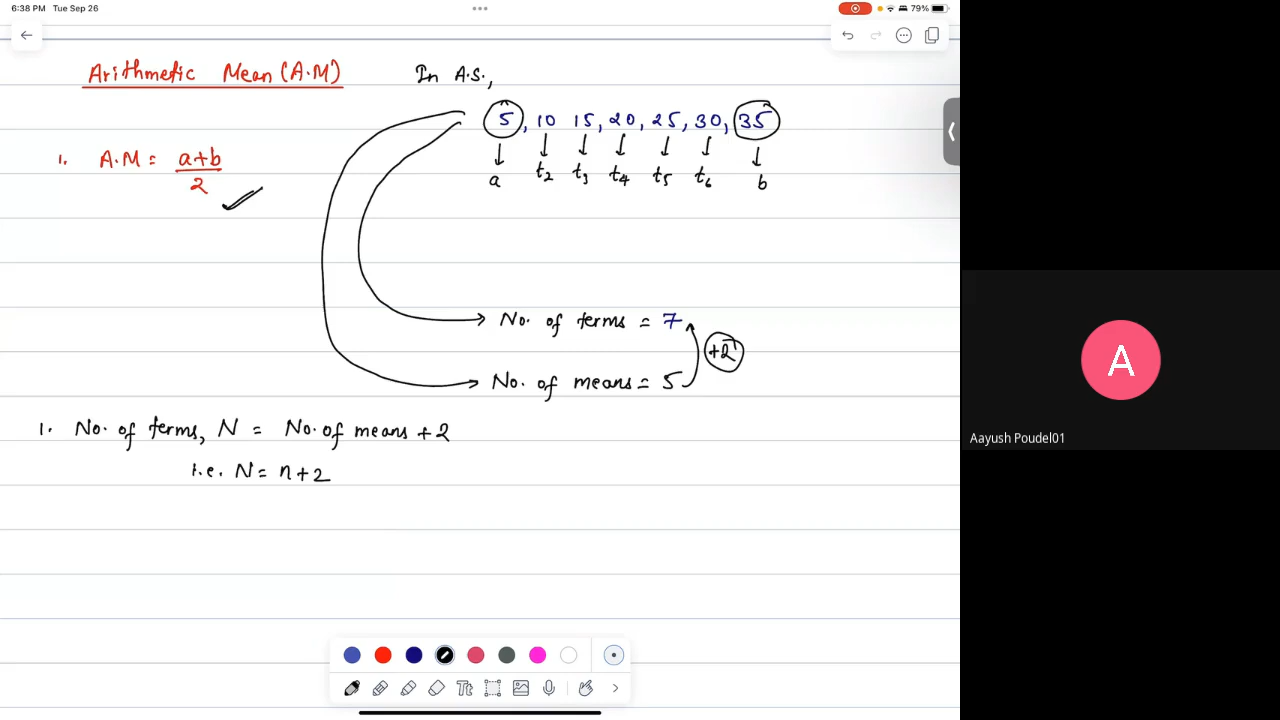 6:38 PM Tue Sep 26
79%
Arithmetic Mean (A.M)
In A.S.,
5, 10 15, 20, 25, 30, 35
a t2 t3 t4 t5 t6 b
1. A.M = a+b
2
No. of terms = 7
+2
No. of means = 5
1. No. of terms, N = No. of means +2
i.e. N = n+2
A
Aayush Poudel01
Tt